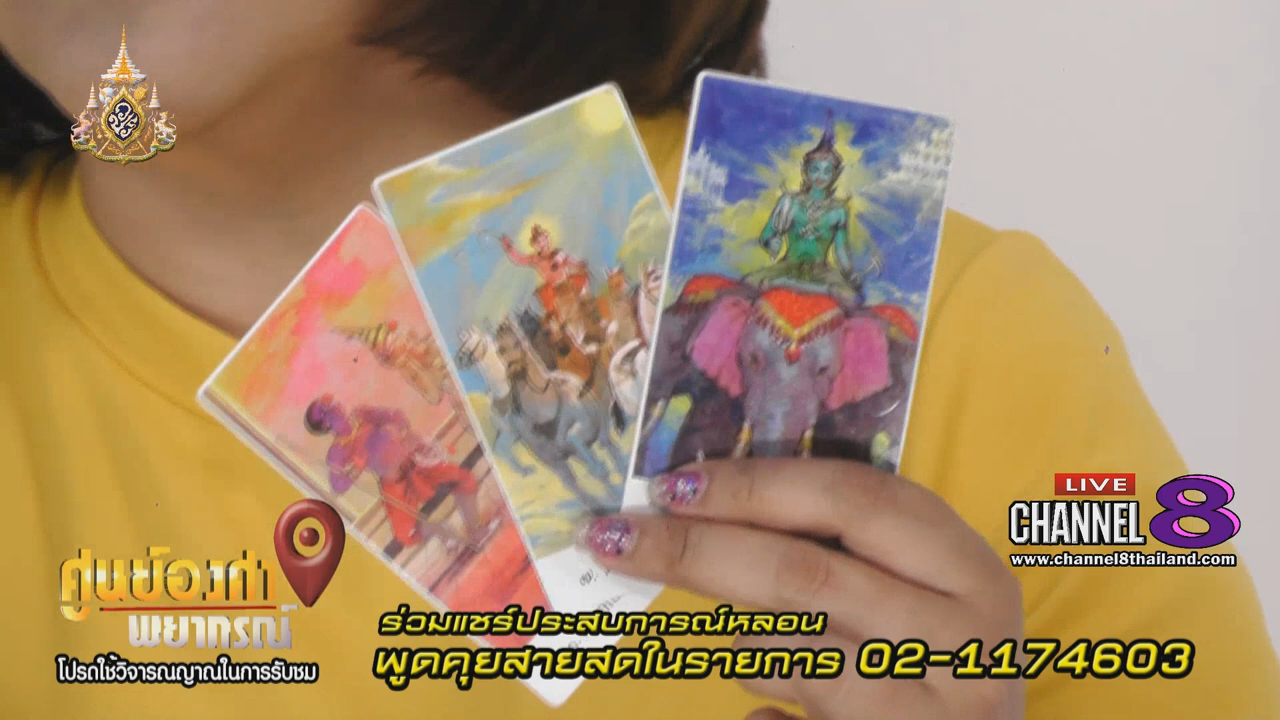 LIVE
CHANNEL 8
www.channel8thailand.com
ศูนย์องศา
พยากรณ์
โปรดใช้วิจารณญาณในการรับชม
ร่วมแชร์ประสบการณ์หลอน
พูดคุยสายสดในรายการ 02-1174603